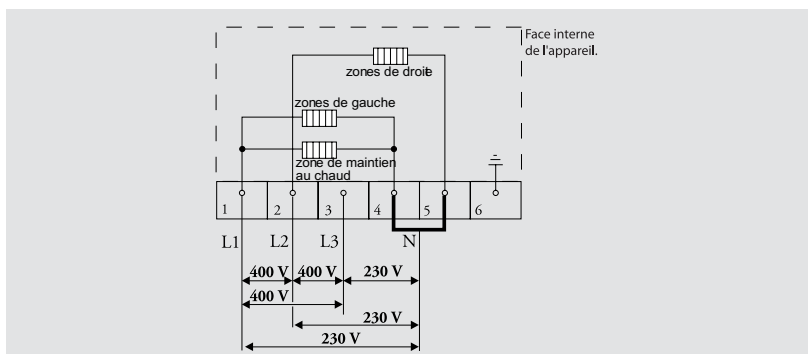 Face interne
de l'appareil.
zones de droite
zones de gauche
zone de maintien
au chaud
1 2 3 4 5 6
L1 L2 L3 N
400 V 400 V 230 V
400 V
230 V
230 V